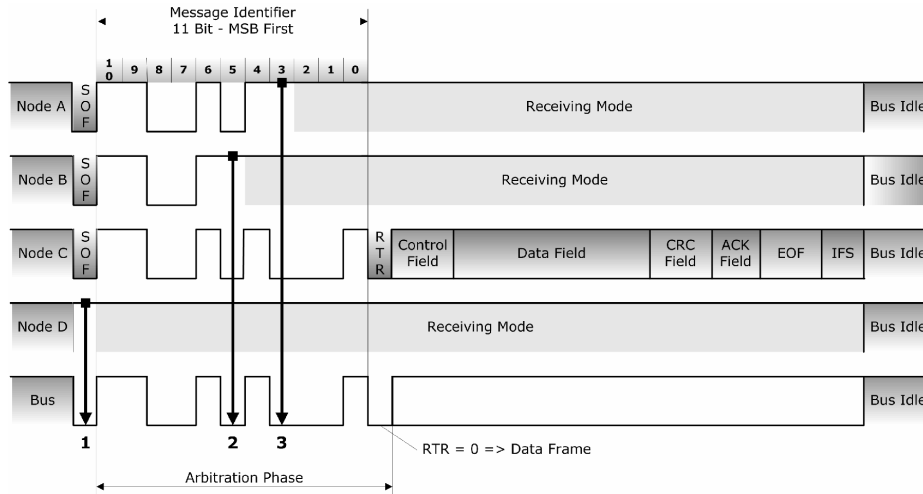 Message Identifier
11 Bit - MSB First
10 9 8 7 6 5 4 3 2 1 0
Node A SOF Receiving Mode Bus Idle
Node B SOF Receiving Mode Bus Idle
Node C SOF RTR Control Field Data Field CRC Field ACK Field EOF IFS Bus Idle
Node D Receiving Mode Bus Idle
Bus Bus Idle
1 2 3
RTR = 0 => Data Frame
Arbitration Phase